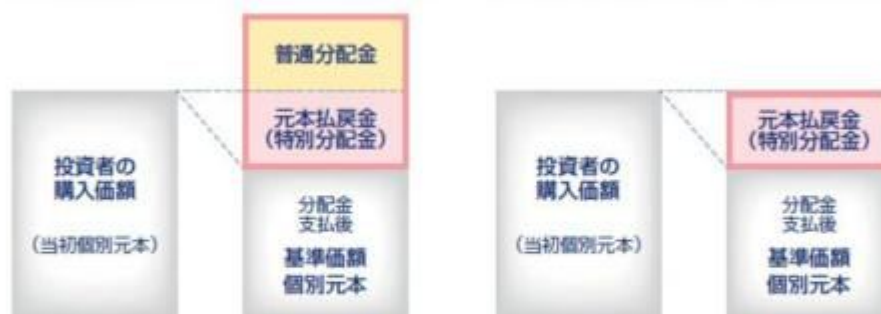 普通分配金
元本払戻金
(特別分配金)
投資者の
購入価額
(当初個別元本)
分配金
支払後
基準価額
個別元本
元本払戻金
(特別分配金)
投資者の
購入価額
(当初個別元本)
分配金
支払後
基準価額
個別元本